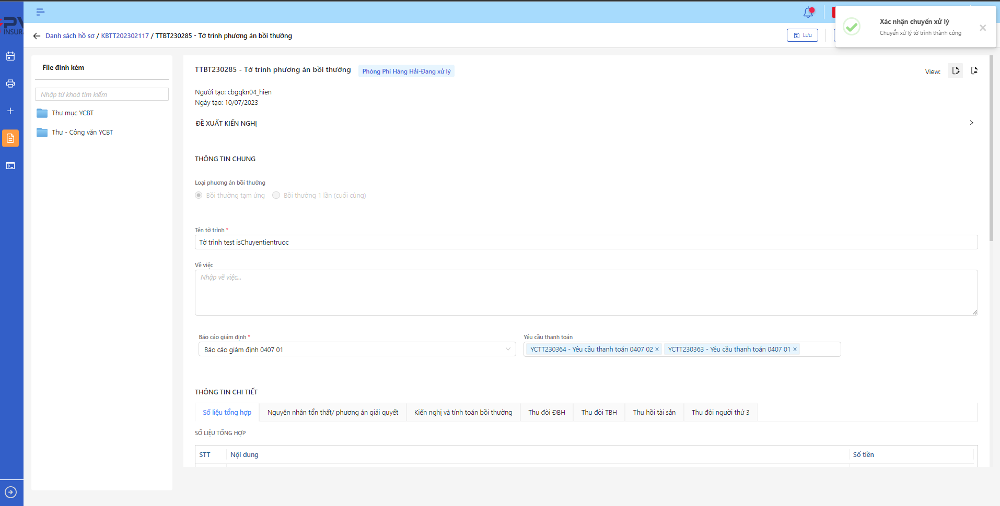 PV
INSURA
Xác nhận chuyển xử lý
Chuyển xử lý tờ trình thành công
Danh sách hồ sơ / KBTT202302117 / TTBT230285 - Tờ trình phương án bồi thường
Lưu
File đính kèm
Nhập từ khoá tìm kiếm
Thư mục YCBT
Thư - Công văn YCBT
TTBT230285 - Tờ trình phương án bồi thường
Phòng Phi Hàng Hải-Đang xử lý
View:
Người tạo: cbgqkn04_hien
Ngày tạo: 10/07/2023
ĐỀ XUẤT KIẾN NGHỊ
THÔNG TIN CHUNG
Loại phương án bồi thường
Bồi thường tạm ứng
Bồi thường 1 lần (cuối cùng)
Tên tờ trình *
Tờ trình test isChuyentientruoc
Về việc
Nhập về việc...
Báo cáo giám định *
Báo cáo giám định 0407 01
Yêu cầu thanh toán
YCTT230364 - Yêu cầu thanh toán 0407 02 × YCTT230363 - Yêu cầu thanh toán 0407 01 ×
THÔNG TIN CHI TIẾT
Số liệu tổng hợp
Nguyên nhân tổn thất/ phương án giải quyết
Kiến nghị và tính toán bồi thường
Thu đòi ĐBH
Thu đòi TBH
Thu hồi tài sản
Thu đòi người thứ 3
SỐ LIỆU TỔNG HỢP
STT
Nội dung
Số tiền